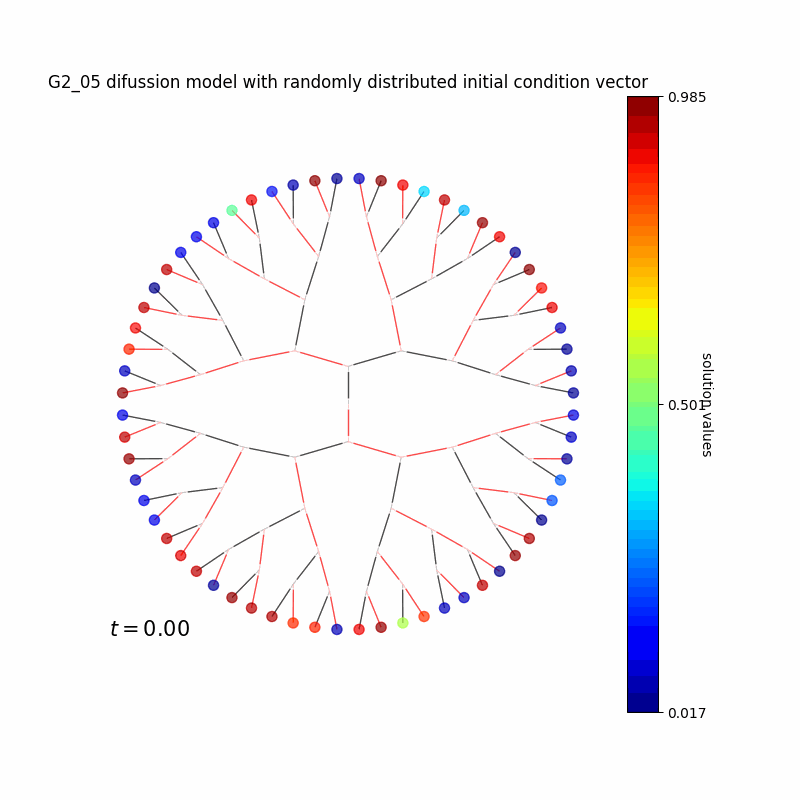 G2_05 difussion model with randomly distributed initial condition vector
0.985
0.501
solution values
t = 0.00
0.017